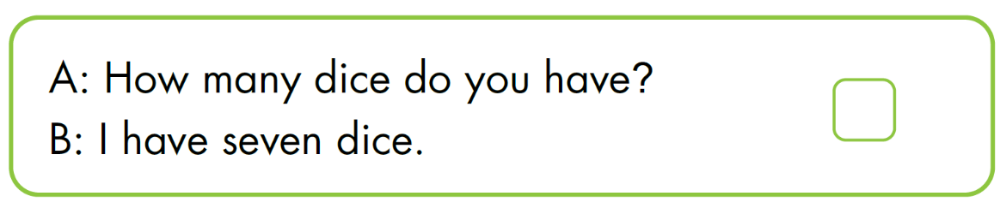 A: How many dice do you have?
B: I have seven dice.